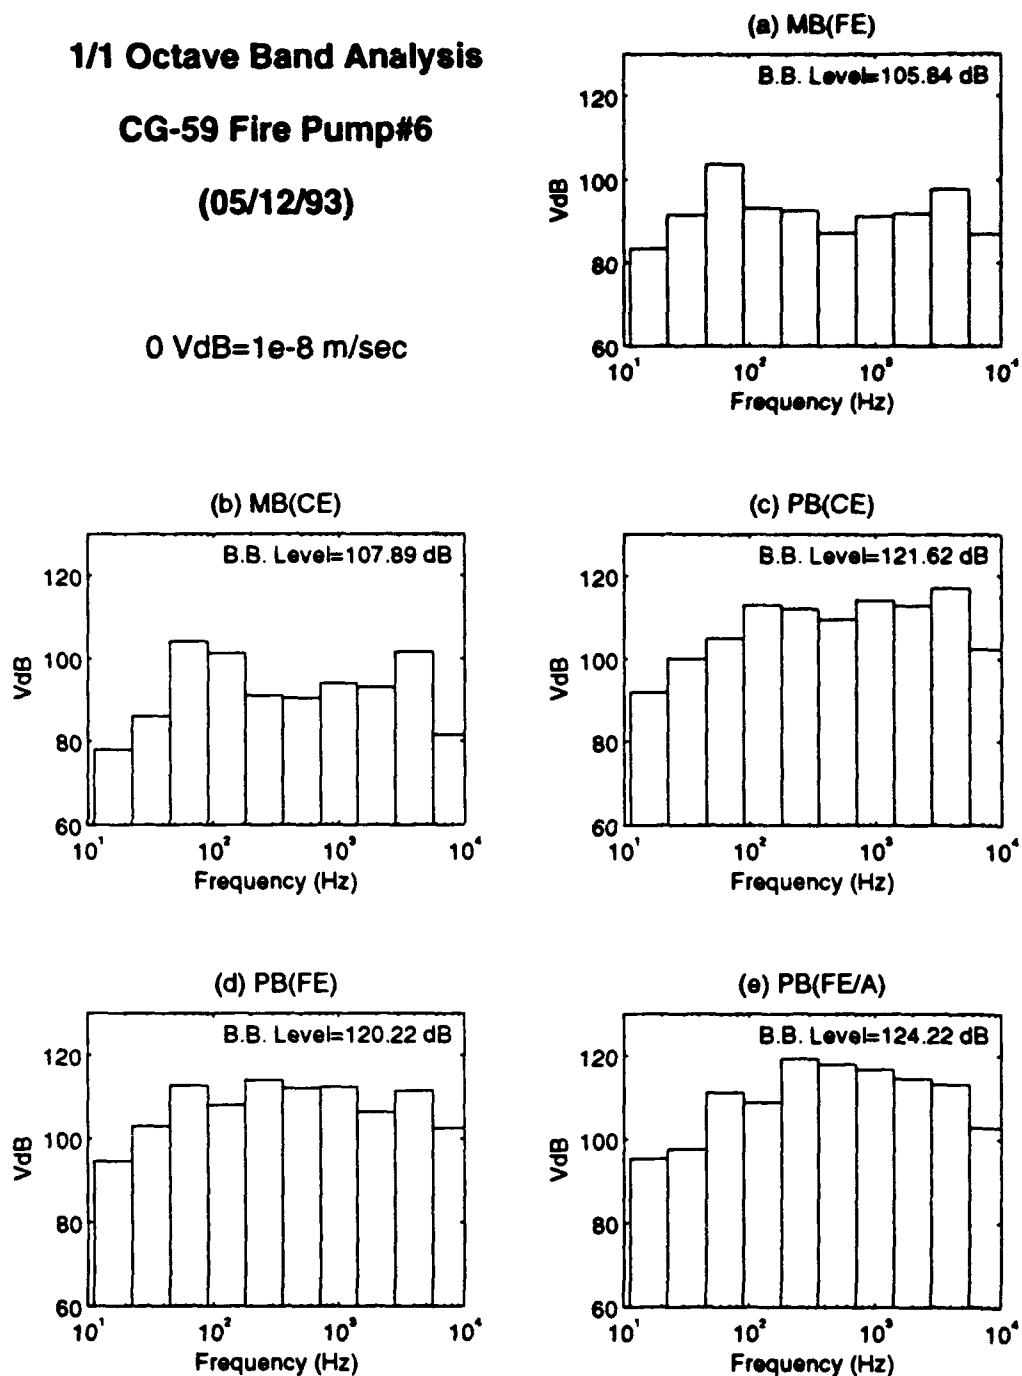 1/1 Octave Band Analysis
CG-59 Fire Pump#6
(05/12/93)
0 VdB=1e-8 m/sec
(a) MB(FE)
B.B. Level=105.84 dB
120
100
80
60
VdB
10¹ 10² 10³ 10⁴
Frequency (Hz)
(b) MB(CE)
B.B. Level=107.89 dB
120
100
80
60
VdB
10¹ 10² 10³ 10⁴
Frequency (Hz)
(c) PB(CE)
B.B. Level=121.62 dB
120
100
80
60
VdB
10¹ 10² 10³ 10⁴
Frequency (Hz)
(d) PB(FE)
B.B. Level=120.22 dB
120
100
80
60
VdB
10¹ 10² 10³ 10⁴
Frequency (Hz)
(e) PB(FE/A)
B.B. Level=124.22 dB
120
100
80
60
VdB
10¹ 10² 10³ 10⁴
Frequency (Hz)